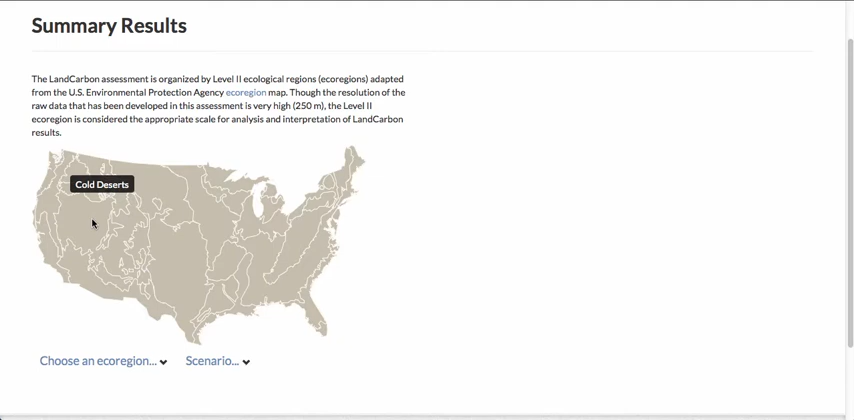 Summary Results
The LandCarbon assessment is organized by Level II ecological regions (ecoregions) adapted
from the U.S. Environmental Protection Agency ecoregion map. Though the resolution of the
raw data that has been developed in this assessment is very high (250 m), the Level II
ecoregion is considered the appropriate scale for analysis and interpretation of LandCarbon
results.
Cold Deserts
Choose an ecoregion... Scenario...